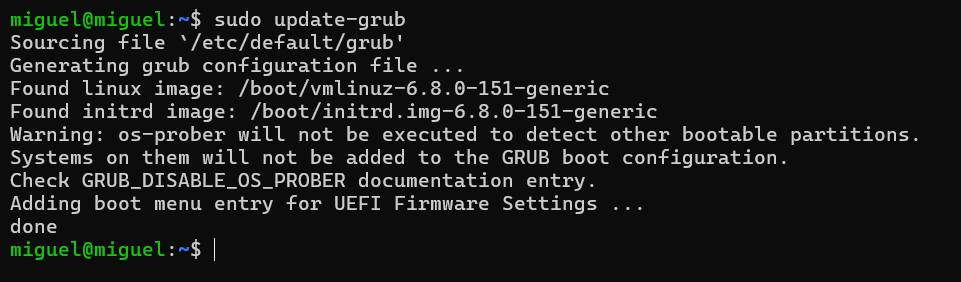 miguel@miguel:~$ sudo update-grub
Sourcing file `/etc/default/grub'
Generating grub configuration file ...
Found linux image: /boot/vmlinuz-6.8.0-151-generic
Found initrd image: /boot/initrd.img-6.8.0-151-generic
Warning: os-prober will not be executed to detect other bootable partitions.
Systems on them will not be added to the GRUB boot configuration.
Check GRUB_DISABLE_OS_PROBER documentation entry.
Adding boot menu entry for UEFI Firmware Settings ...
done
miguel@miguel:~$